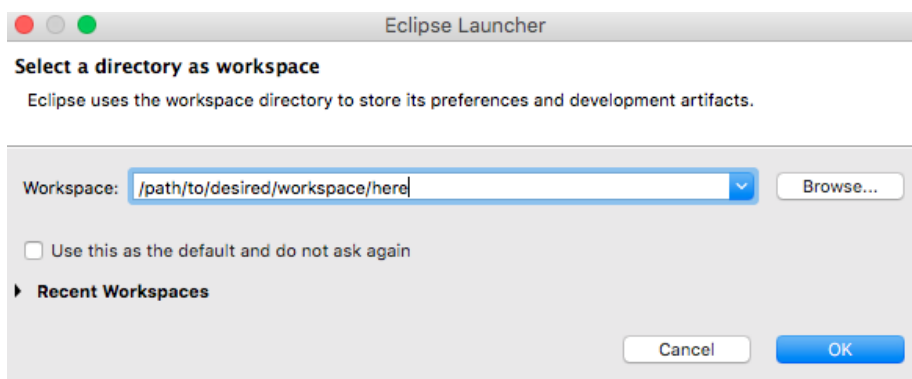 Eclipse Launcher
Select a directory as workspace
Eclipse uses the workspace directory to store its preferences and development artifacts.
Workspace: /path/to/desired/workspace/here Browse...
Use this as the default and do not ask again
Recent Workspaces
Cancel OK